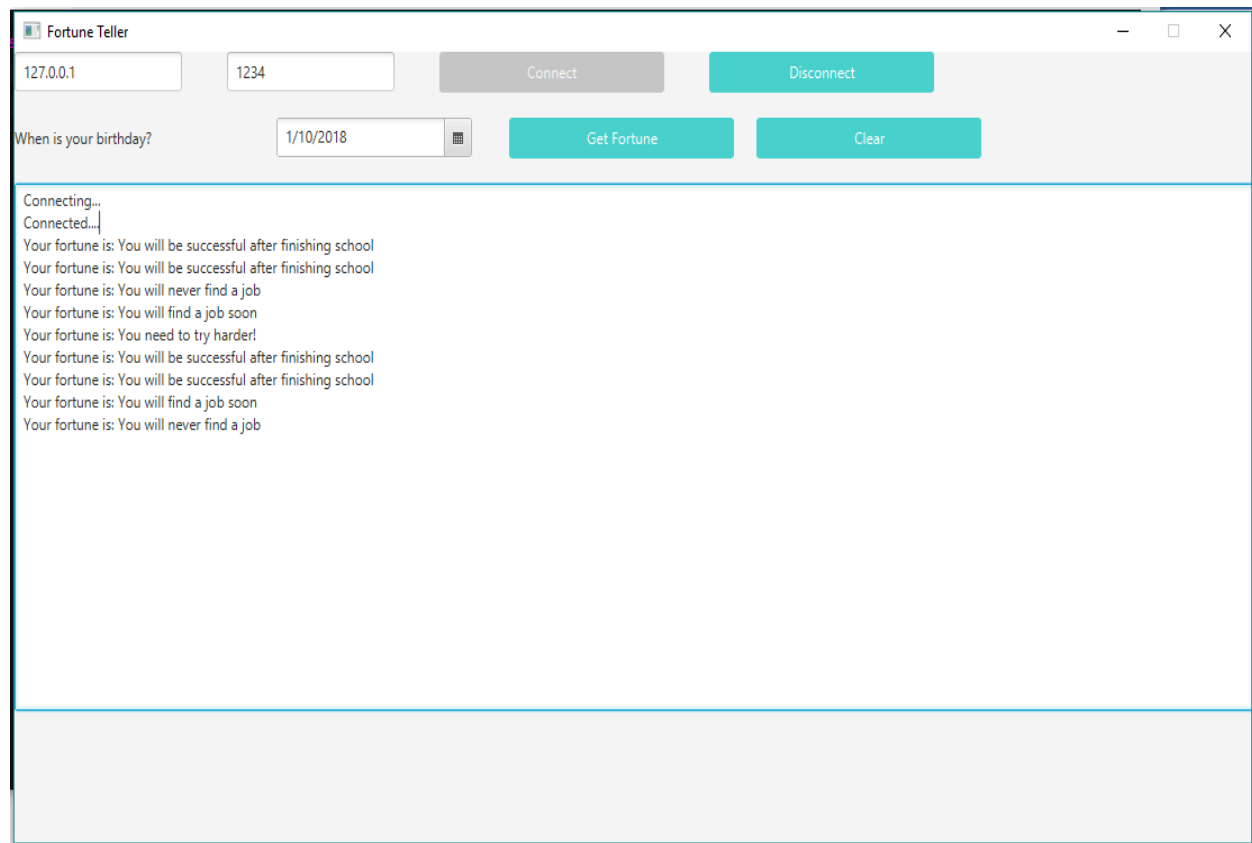 Fortune Teller
127.0.0.1 1234 Connect Disconnect
When is your birthday? 1/10/2018 Get Fortune Clear
Connecting...
Connected....
Your fortune is: You will be successful after finishing school
Your fortune is: You will be successful after finishing school
Your fortune is: You will never find a job
Your fortune is: You will find a job soon
Your fortune is: You need to try harder!
Your fortune is: You will be successful after finishing school
Your fortune is: You will be successful after finishing school
Your fortune is: You will find a job soon
Your fortune is: You will never find a job